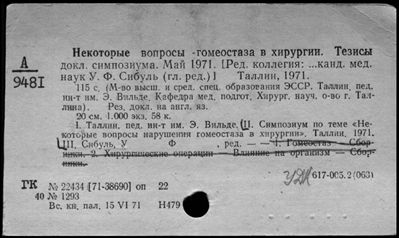 Некоторые вопросы гомеостаза в хирургии. Тезисы
А
948I
докл. симпозиума. Май 1971. [Ред. коллегия: ...канд. мед.
наук У. Ф. Сибуль (гл. ред.)] Таллин, 1971.
115 с. (М-во высш. и сред. спец. образования ЭССР. Таллин. пед.
ин-т им. Э. Вильде. Кафедра мед. подгот. Хирург. науч. о-во г. Тал-
лина). Рез. докл. на англ. яз.
20 см. 1.000 экз. 58 к.
I. Таллин. пед. ин-т им. Э. Вильде. II. Симпозиум по теме «Не-
которые вопросы нарушения гомеостаза в хирургии», Таллин, 1971.
III. Сибуль, У Ф , ред. — 1. Гомеостаз — Сбор-
ники. 2. Хирургические операции — Влияние на организм — Сбор-
ники.
617-005.2(063)
ГК № 22434 [71-38690] оп 22
40 № 1293
Вс. кн. пал. 15 VI 71 Н479